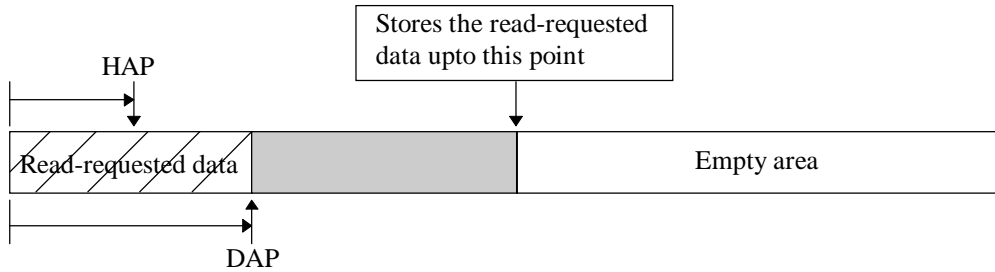 Stores the read-requested
data upto this point
HAP
Read-requested data
Empty area
DAP